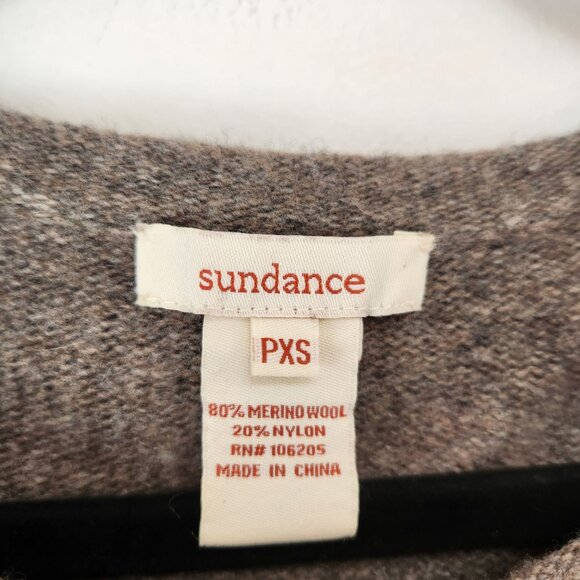 sundance
PXS
80% MERINO WOOL
20% NYLON
RN# 106205
MADE IN CHINA